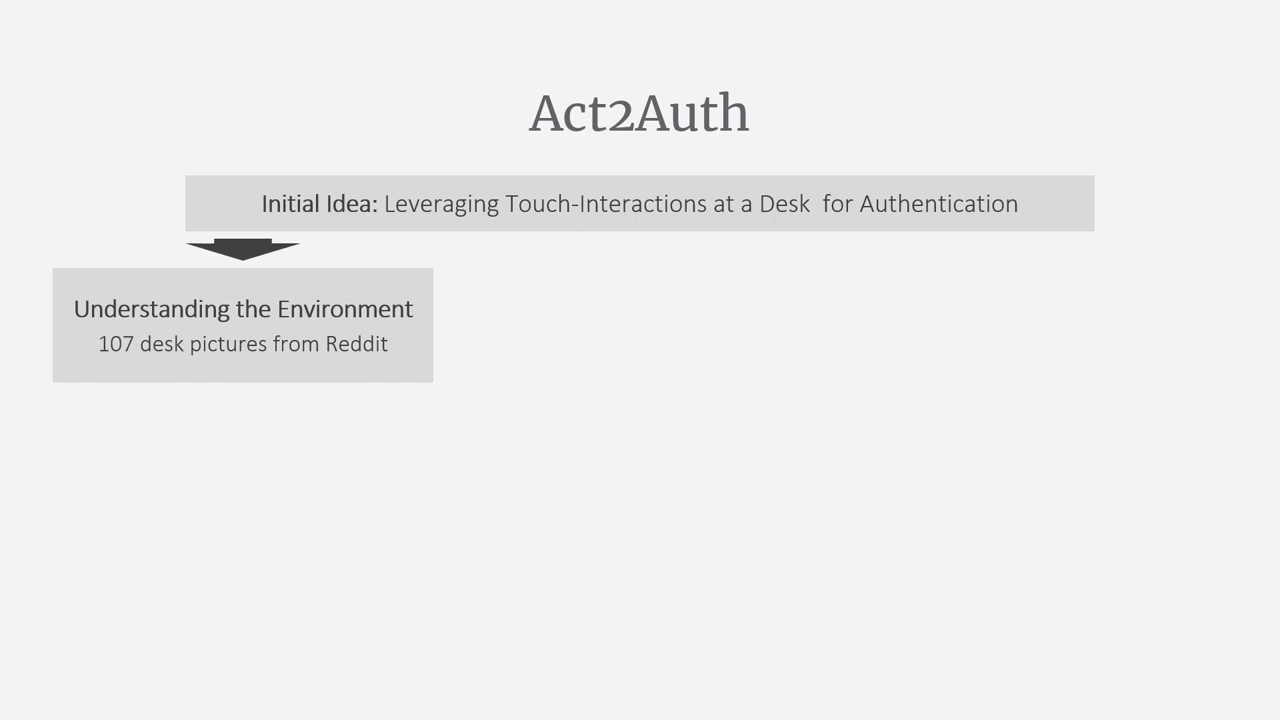 Act2Auth
Initial Idea: Leveraging Touch-Interactions at a Desk  for Authentication
Understanding the Environment
107 desk pictures from Reddit